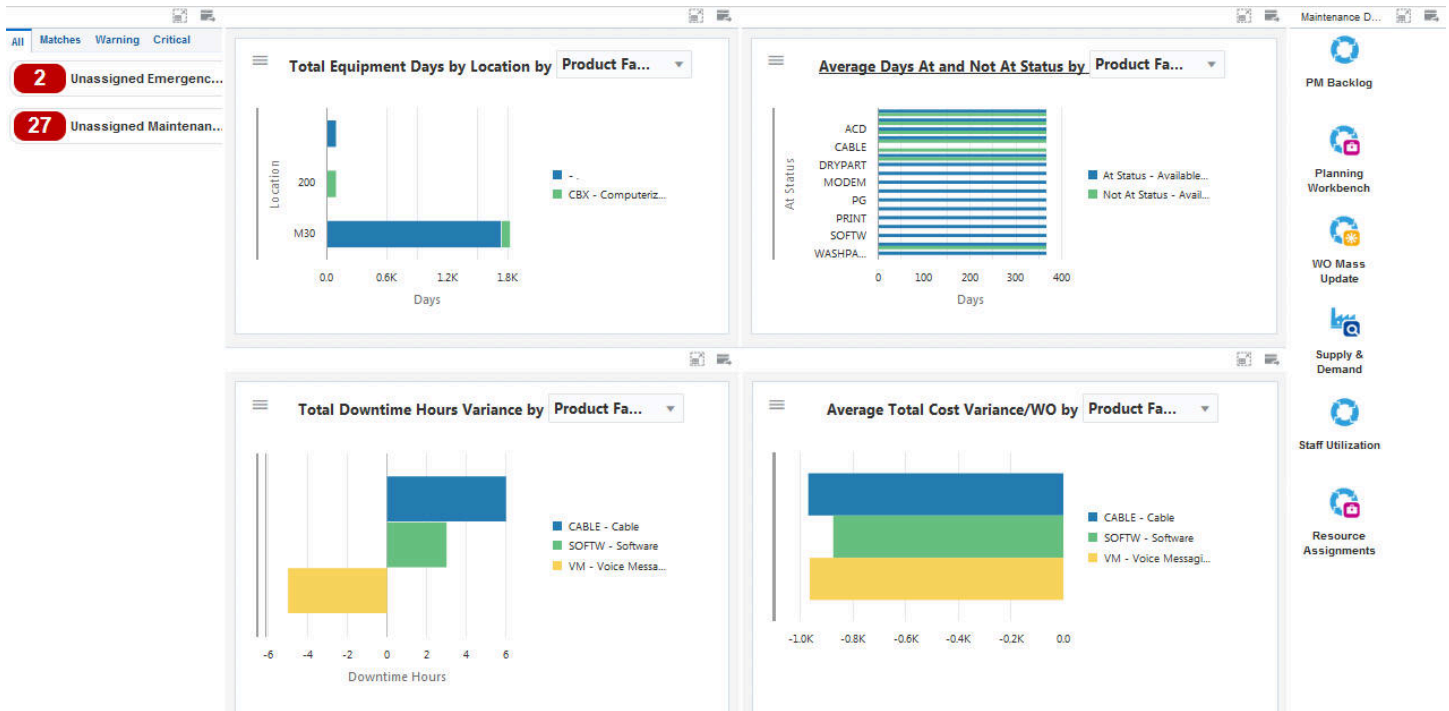 All Matches Warning Critical
2 Unassigned Emergenc...
27 Unassigned Maintenan...
Total Equipment Days by Location by Product Fa...
Location
200
M30
0.0 0.6K 1.2K 1.8K
Days
- .
CBX - Computeriz...
Average Days At and Not At Status by Product Fa...
At Status
ACD
CABLE
DRYPART
MODEM
PG
PRINT
SOFTW
WASHPA...
0 100 200 300 400
Days
At Status - Available...
Not At Status - Avail...
Total Downtime Hours Variance by Product Fa...
-6 -4 -2 0 2 4 6
Downtime Hours
CABLE - Cable
SOFTW - Software
VM - Voice Messa...
Average Total Cost Variance/WO by Product Fa...
-1.0K -0.8K -0.6K -0.4K -0.2K 0.0
CABLE - Cable
SOFTW - Software
VM - Voice Messagi...
Maintenance D...
PM Backlog
Planning
Workbench
WO Mass
Update
Supply &
Demand
Staff Utilization
Resource
Assignments